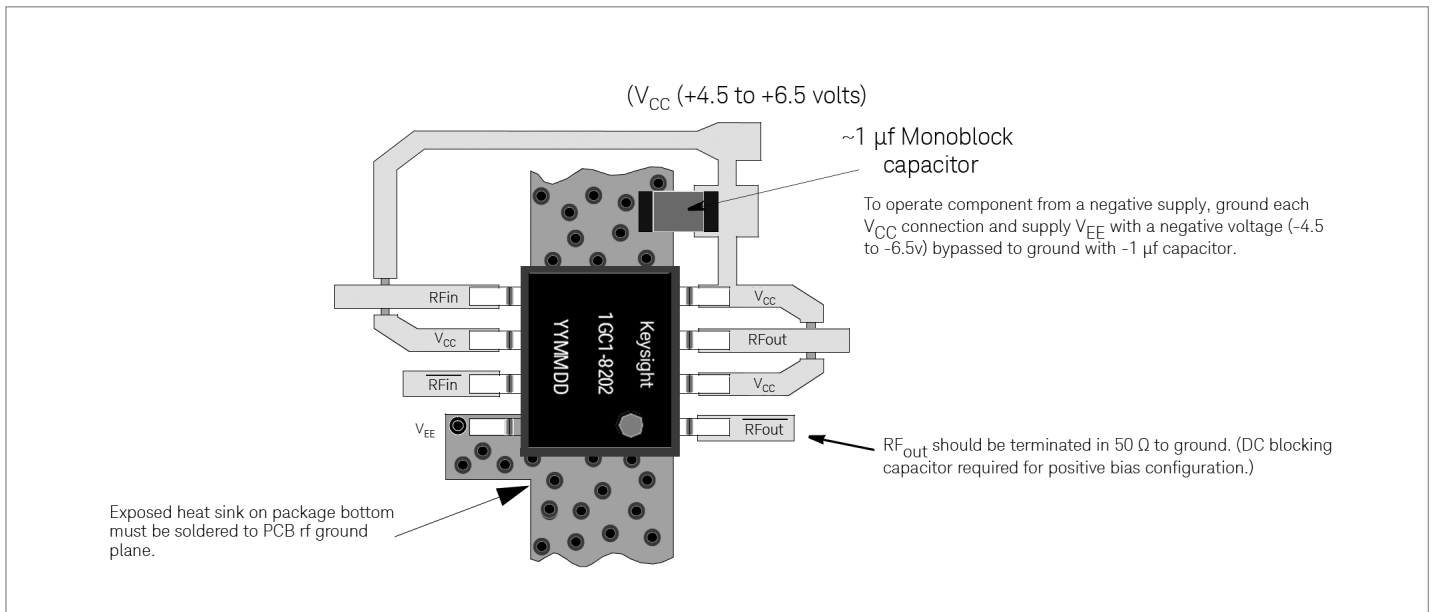 (VCC (+4.5 to +6.5 volts)
~1 µf Monoblock
capacitor
To operate component from a negative supply, ground each
VCC connection and supply VEE with a negative voltage (-4.5
to -6.5v) bypassed to ground with -1 µf capacitor.
RFin
VCC
RFin
VEE
Keysight
1GC1-8202
YYMMDD
VCC
RFout
VCC
RFout
RFout should be terminated in 50 Ω to ground. (DC blocking
capacitor required for positive bias configuration.)
Exposed heat sink on package bottom
must be soldered to PCB rf ground
plane.